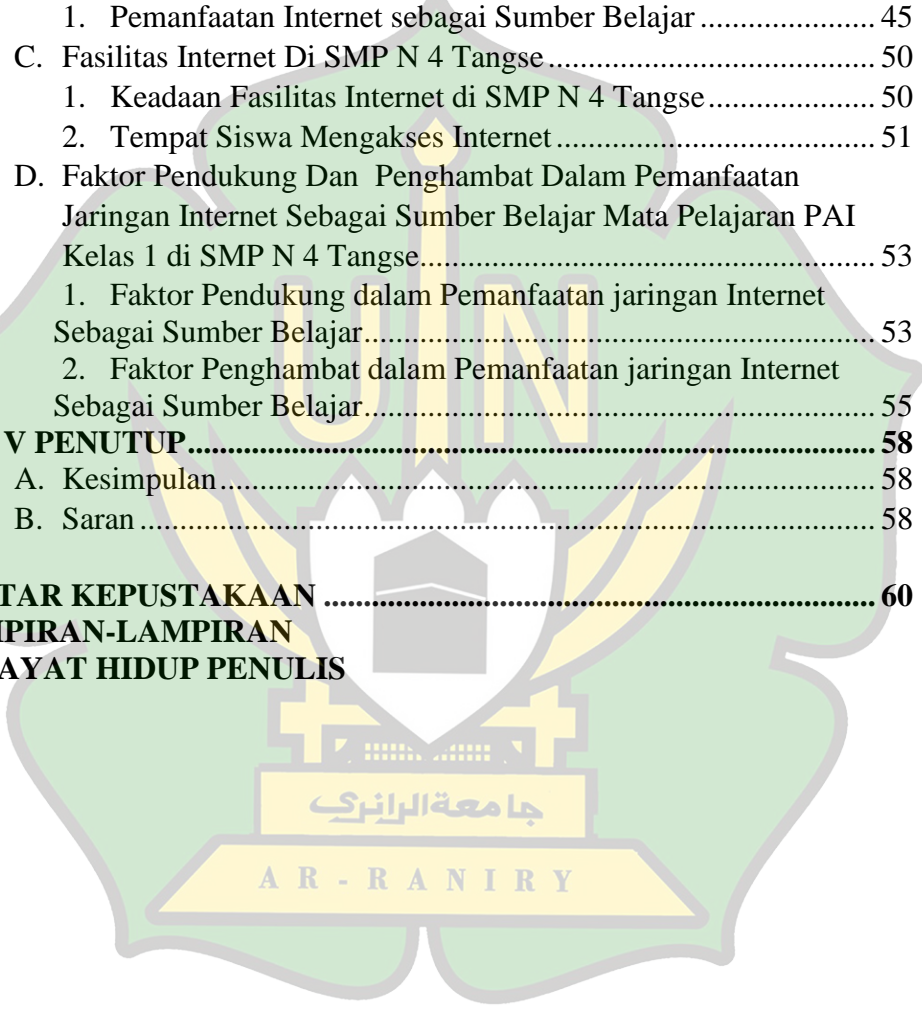 1. Pemanfaatan Internet sebagai Sumber Belajar .................... 45
C. Fasilitas Internet Di SMP N 4 Tangse .................... 50
1. Keadaan Fasilitas Internet di SMP N 4 Tangse .................... 50
2. Tempat Siswa Mengakses Internet .................... 51
D. Faktor Pendukung Dan Penghambat Dalam Pemanfaatan
Jaringan Internet Sebagai Sumber Belajar Mata Pelajaran PAI
Kelas 1 di SMP N 4 Tangse .................... 53
1. Faktor Pendukung dalam Pemanfaatan jaringan Internet
Sebagai Sumber Belajar .................... 53
2. Faktor Penghambat dalam Pemanfaatan jaringan Internet
Sebagai Sumber Belajar .................... 55
V PENUTUP .................... 58
A. Kesimpulan .................... 58
B. Saran .................... 58
TAR KEPUSTAKAAN .................... 60
IPIRAN-LAMPIRAN
AYAT HIDUP PENULIS
UIN
جامعةالرانري
AR-RANIRY